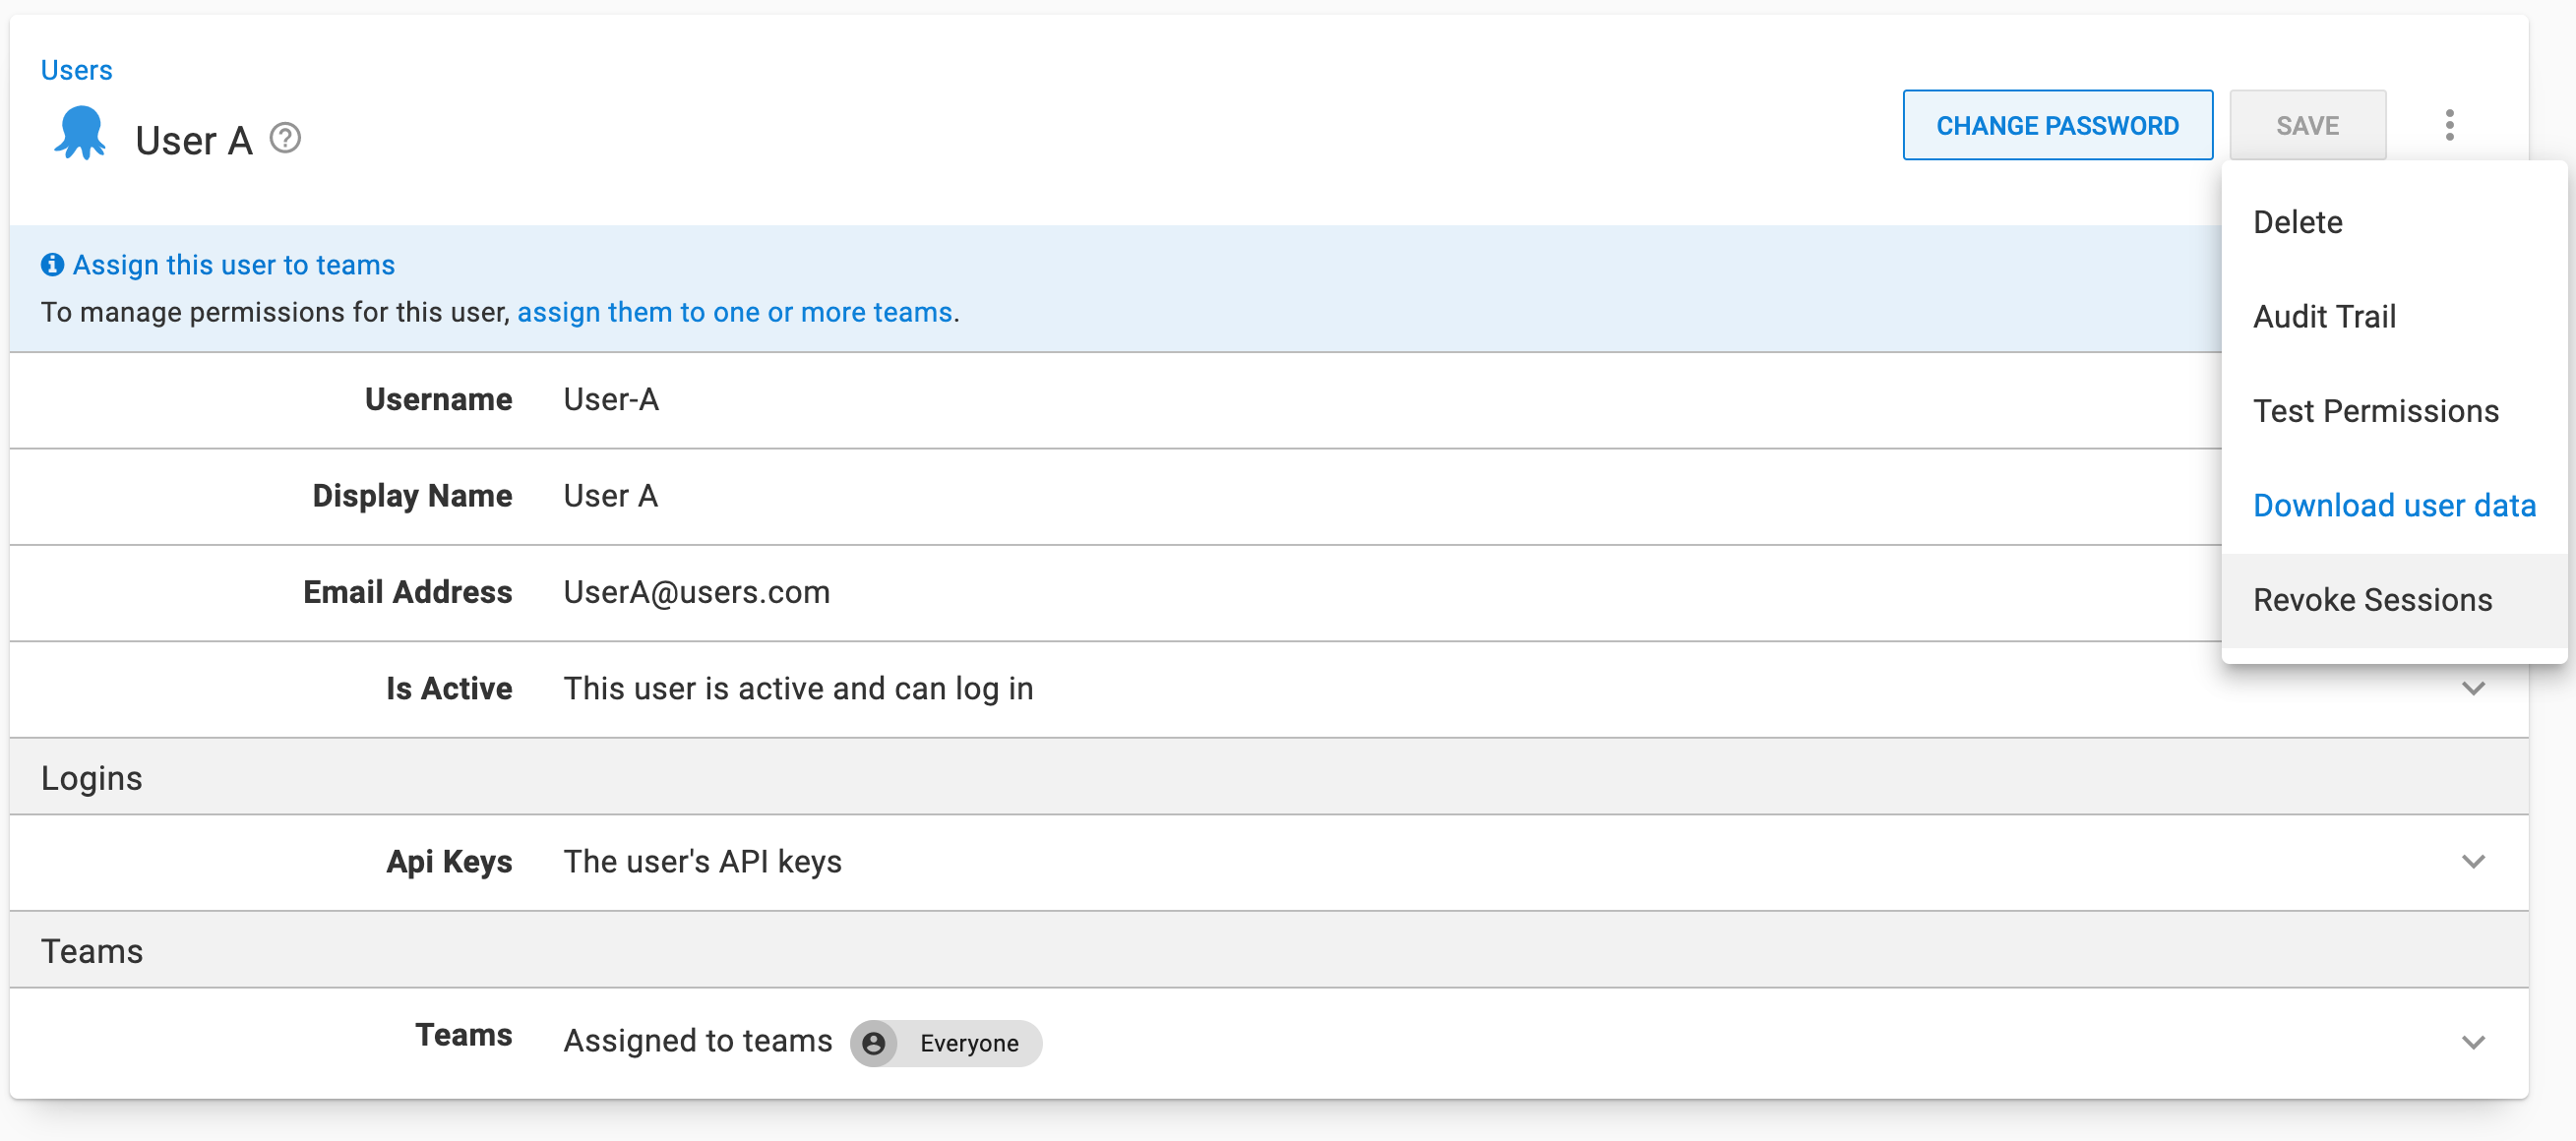 Users
User A
CHANGE PASSWORD
SAVE
Delete
Audit Trail
Test Permissions
Download user data
Revoke Sessions
Assign this user to teams
To manage permissions for this user, assign them to one or more teams.
Username User-A
Display Name User A
Email Address UserA@users.com
Is Active This user is active and can log in
Logins
Api Keys The user's API keys
Teams
Teams Assigned to teams Everyone